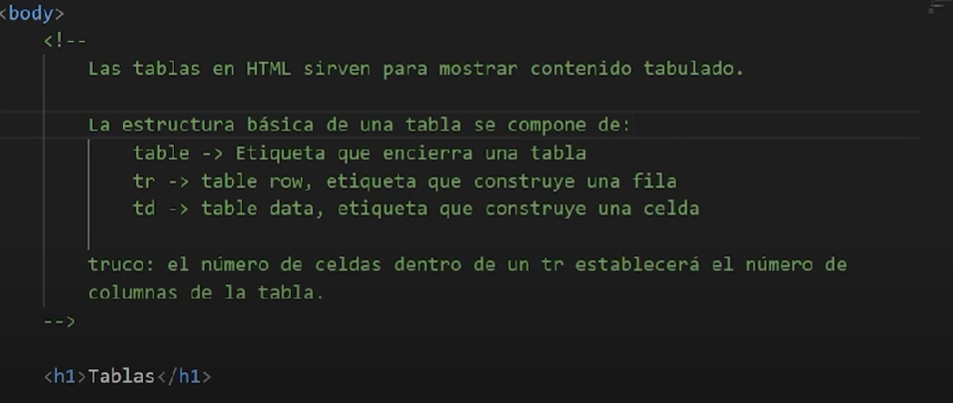 <body>
<!--
Las tablas en HTML sirven para mostrar contenido tabulado.
La estructura básica de una tabla se compone de:
table -> Etiqueta que encierra una tabla
tr -> table row, etiqueta que construye una fila
td -> table data, etiqueta que construye una celda
truco: el número de celdas dentro de un tr establecerá el número de
columnas de la tabla.
-->
<h1>Tablas</h1>